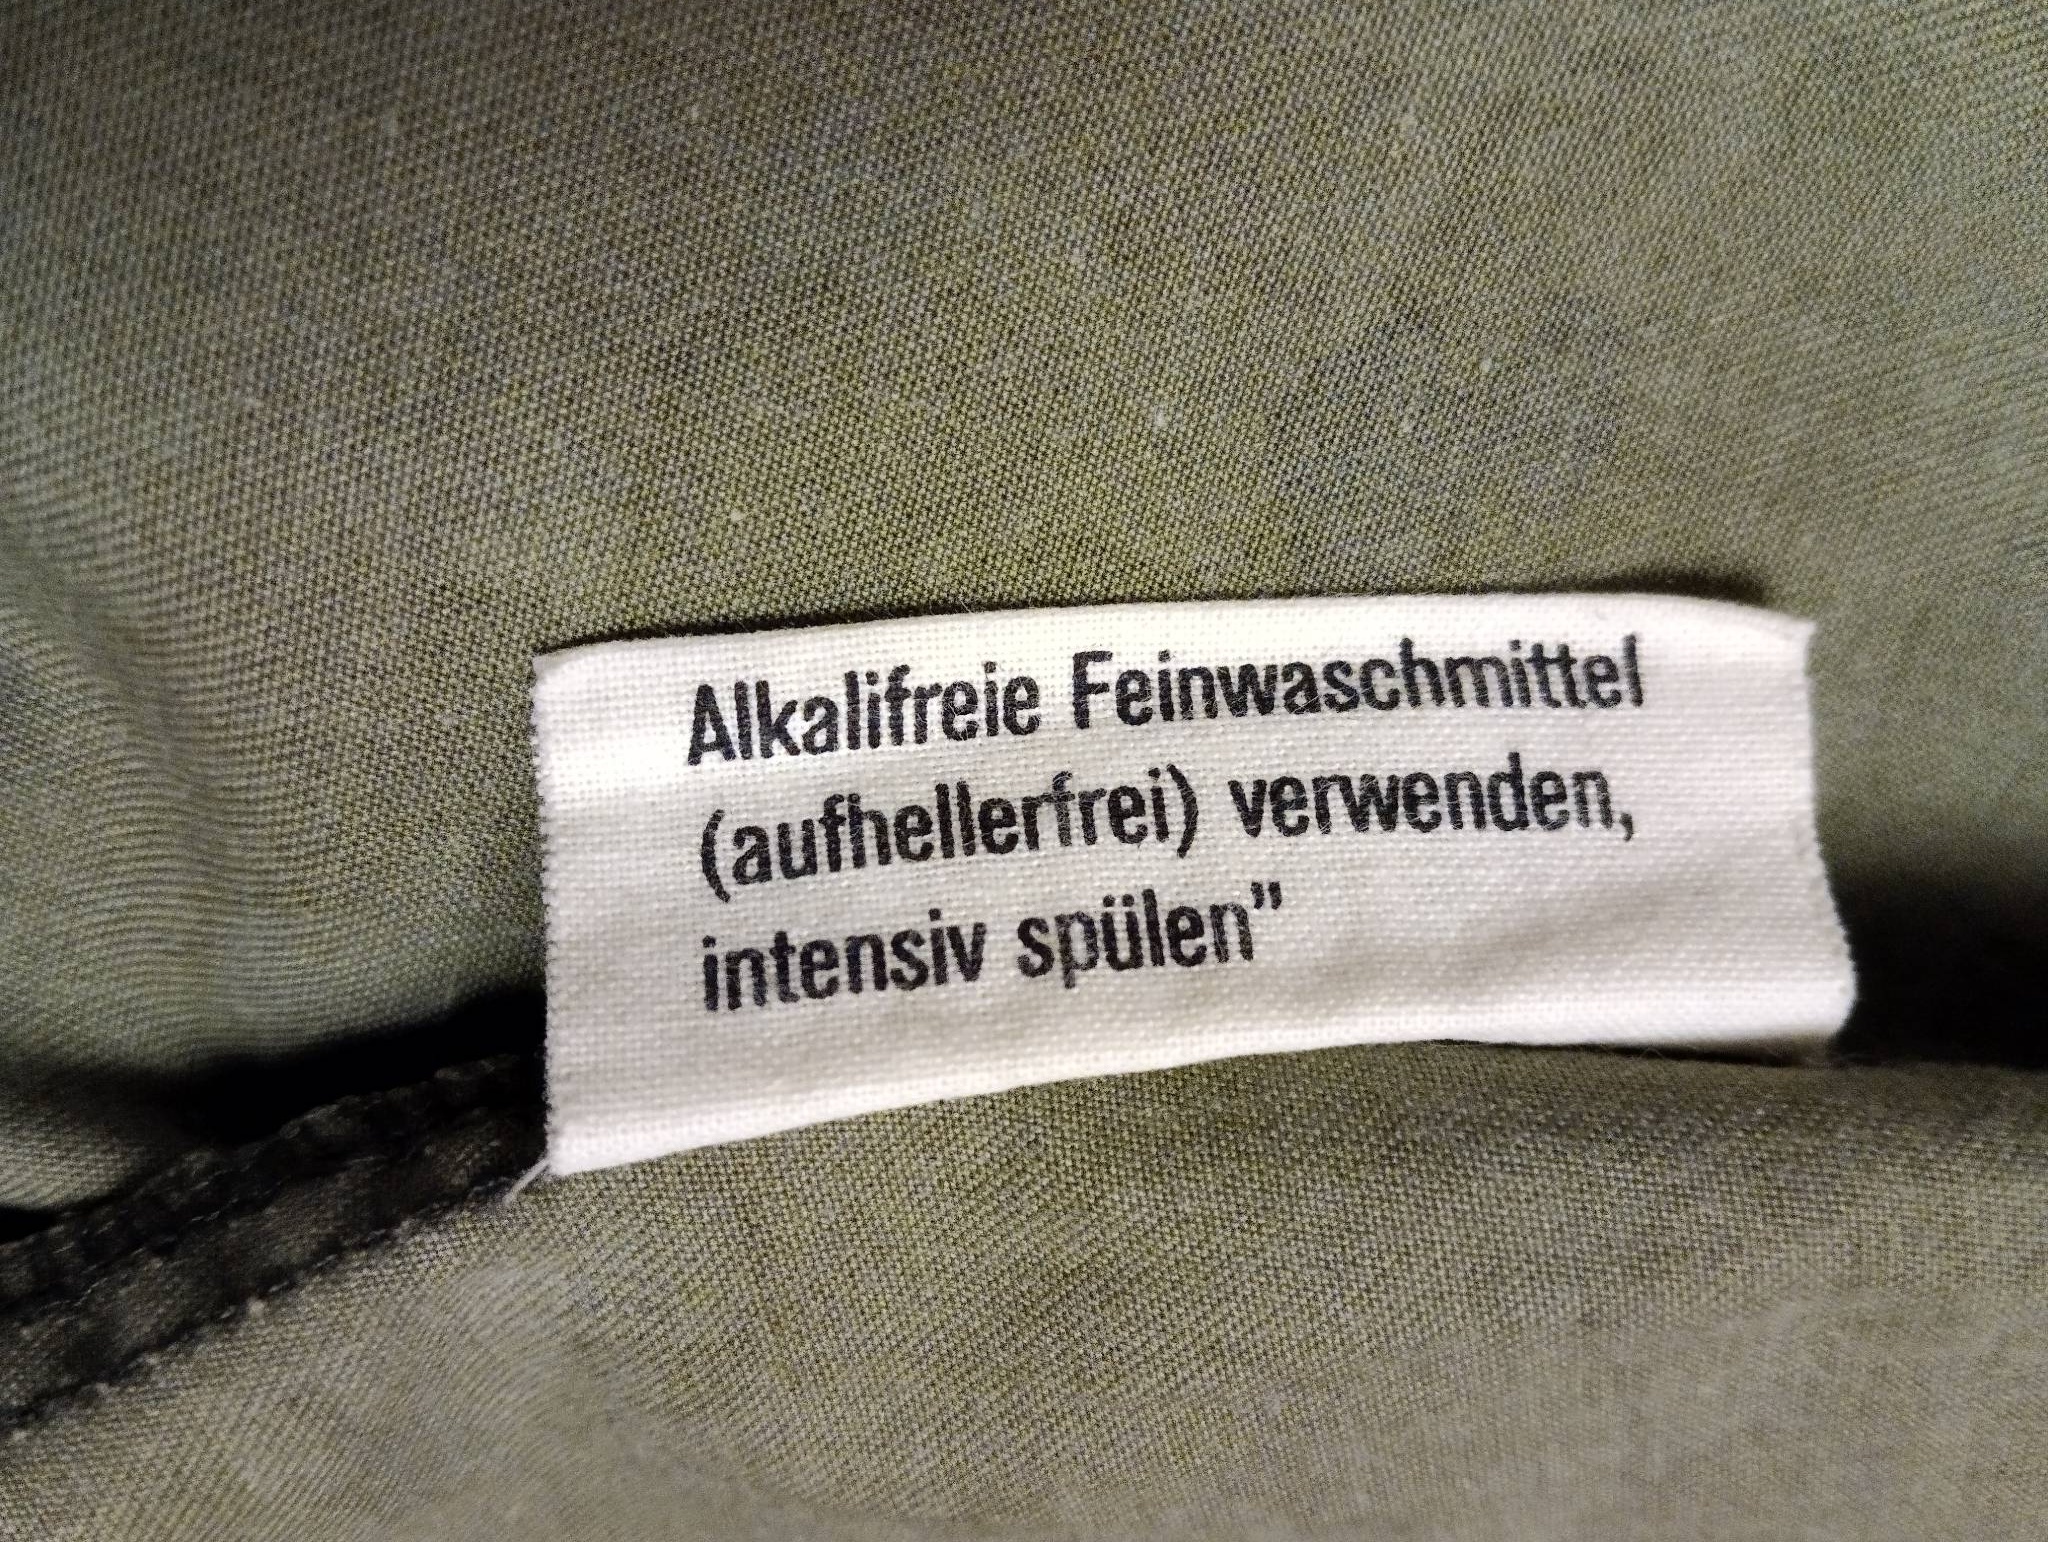 Alkalifreie Feinwaschmittel
(aufhellerfrei) verwenden,
intensiv spülen”